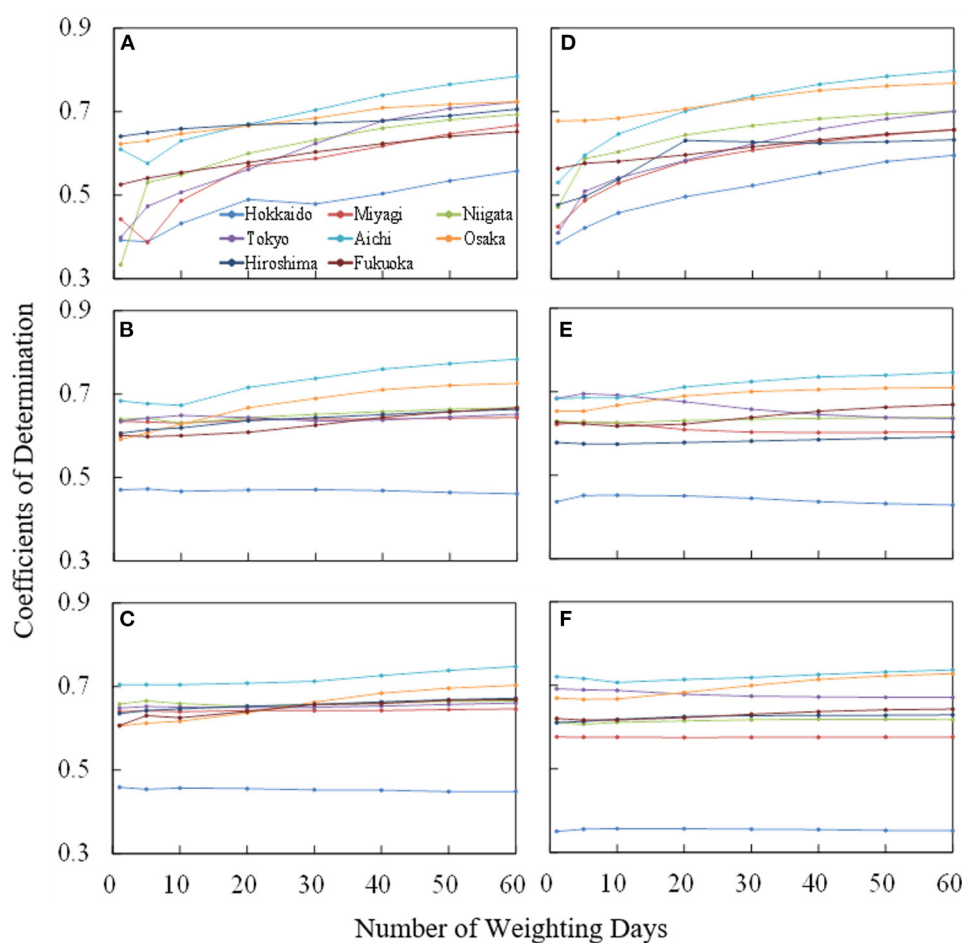 Coefficients of Determination
A
0.9
0.7
0.5
0.3
Hokkaido Miyagi Niigata
Tokyo Aichi Osaka
Hiroshima Fukuoka
D
B
0.9
0.7
0.5
0.3
E
C
0.9
0.7
0.5
0.3
F
0 10 20 30 40 50 60
0 10 20 30 40 50 60
Number of Weighting Days